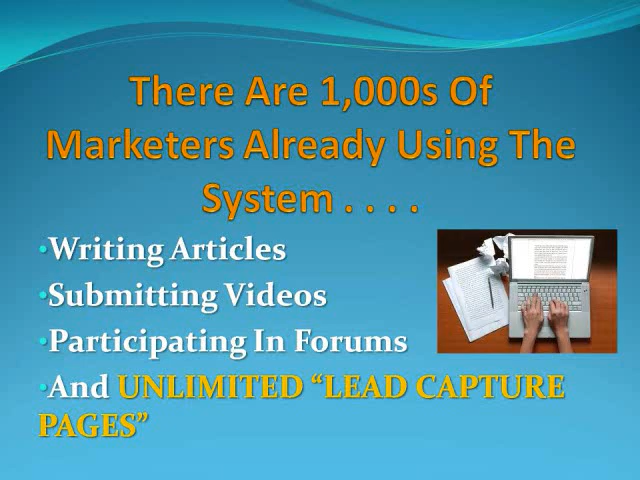 There Are 1,000s Of
Marketers Already Using The
System . . . .
•Writing Articles
•Submitting Videos
•Participating In Forums
•And UNLIMITED “LEAD CAPTURE
PAGES”